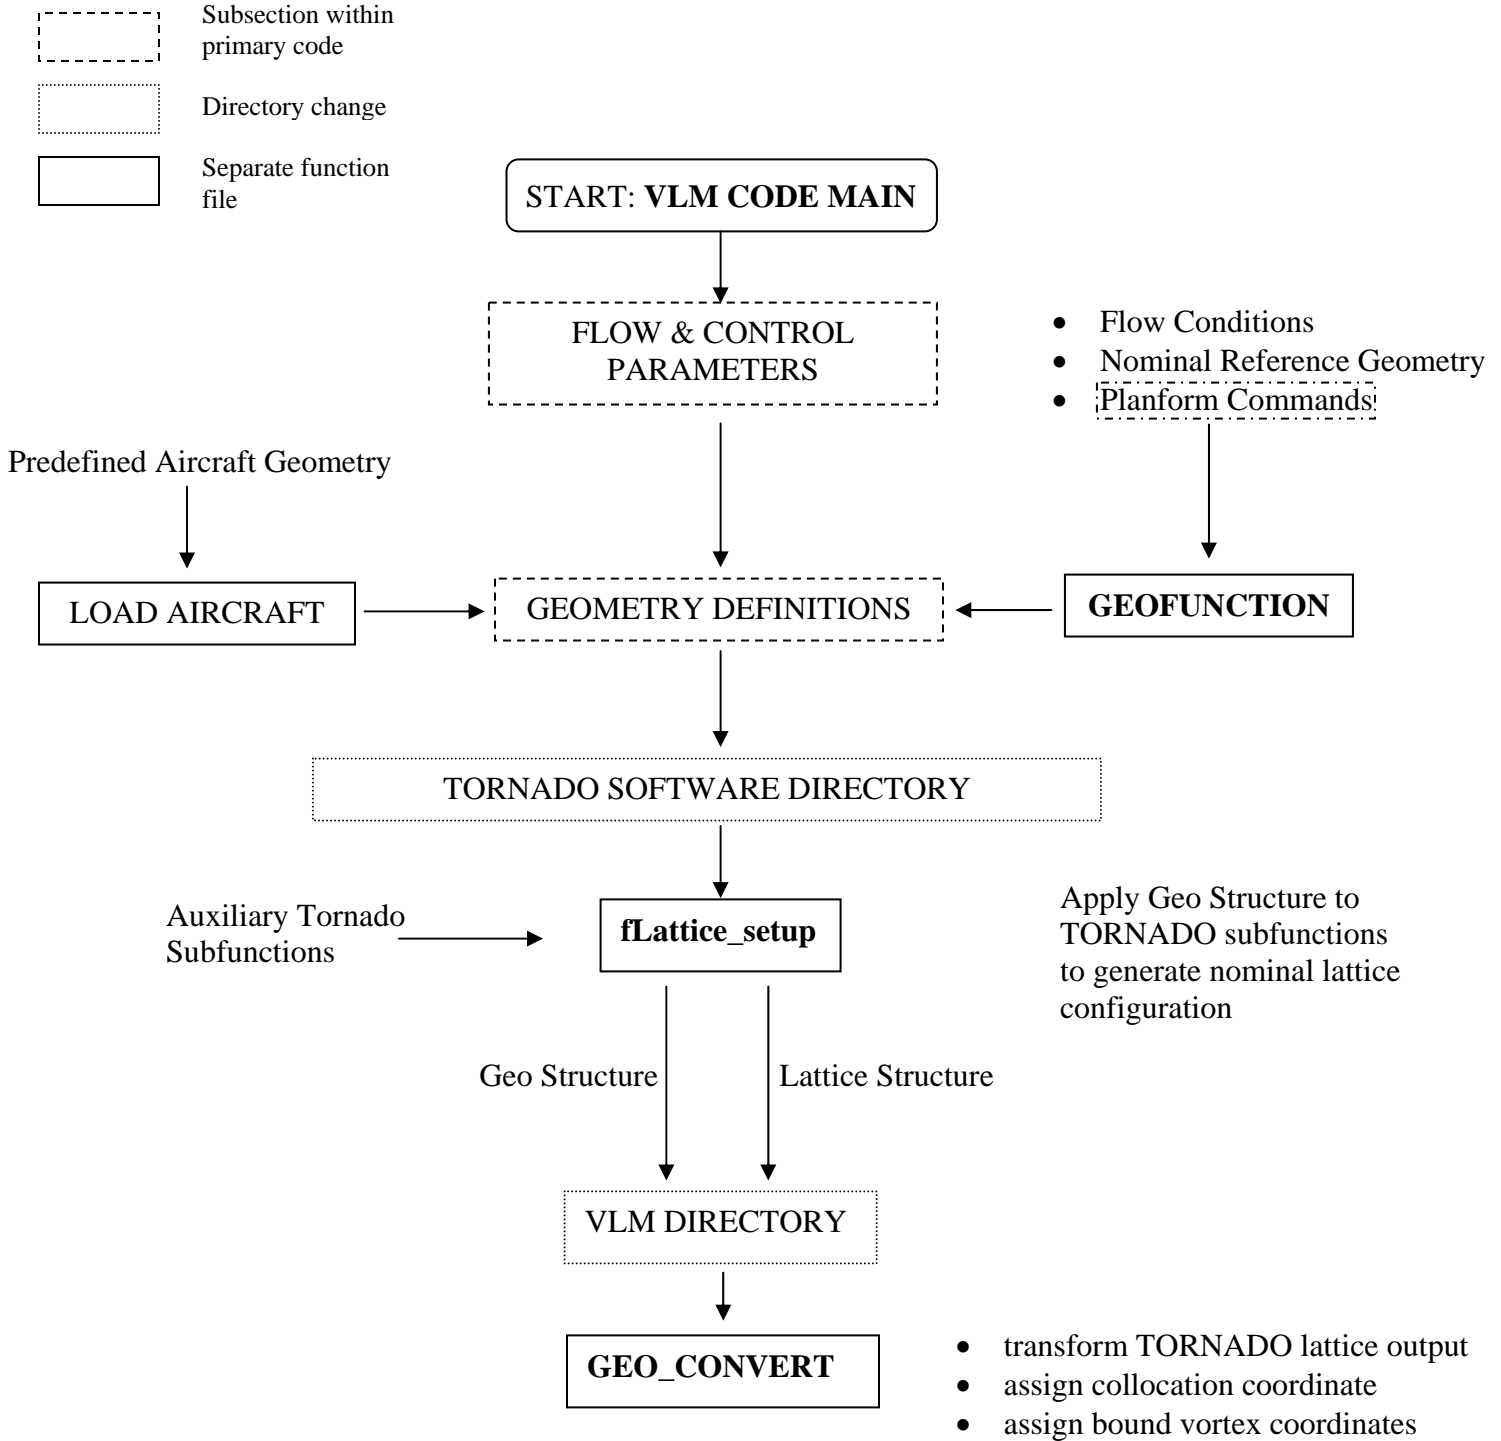 Subsection within
primary code
Directory change
Separate function
file
START: VLM CODE MAIN
FLOW & CONTROL
PARAMETERS
• Flow Conditions
• Nominal Reference Geometry
• Planform Commands
Predefined Aircraft Geometry
LOAD AIRCRAFT
GEOMETRY DEFINITIONS
GEOFUNCTION
TORNADO SOFTWARE DIRECTORY
Auxiliary Tornado
Subfunctions
fLattice_setup
Apply Geo Structure to
TORNADO subfunctions
to generate nominal lattice
configuration
Geo Structure
Lattice Structure
VLM DIRECTORY
GEO_CONVERT
• transform TORNADO lattice output
• assign collocation coordinate
• assign bound vortex coordinates